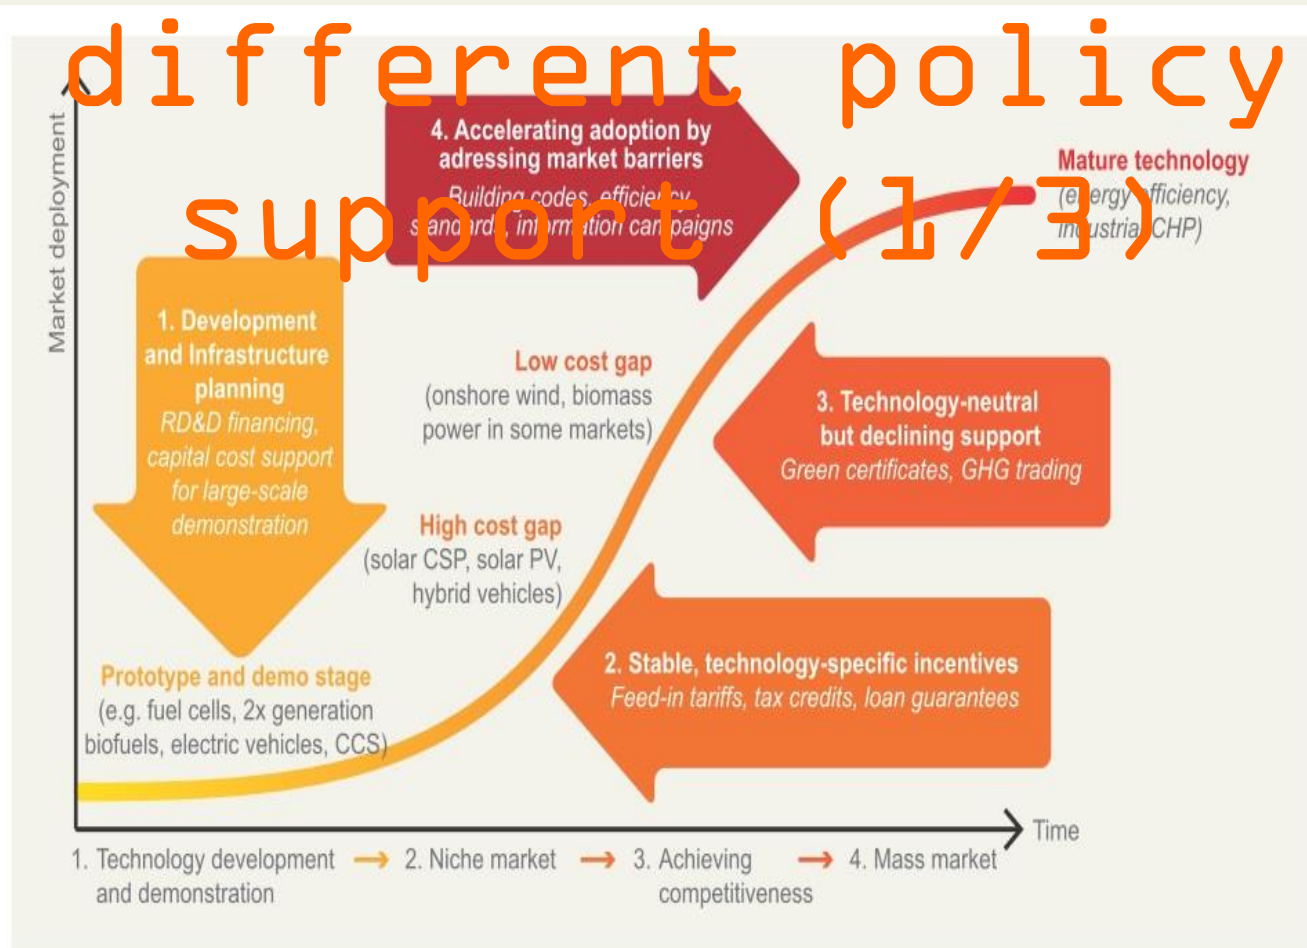 different policy
support (1/3)
Market deployment
4. Accelerating adoption by
adressing market barriers
Building codes, efficiency
standards, information campaigns
Mature technology
(energy efficiency,
industrial CHP)
1. Development
and Infrastructure
planning
RD&D financing,
capital cost support
for large-scale
demonstration
Low cost gap
(onshore wind, biomass
power in some markets)
3. Technology-neutral
but declining support
Green certificates, GHG trading
High cost gap
(solar CSP, solar PV,
hybrid vehicles)
2. Stable, technology-specific incentives
Feed-in tariffs, tax credits, loan guarantees
Prototype and demo stage
(e.g. fuel cells, 2x generation
biofuels, electric vehicles, CCS)
Time
1. Technology development
and demonstration
2. Niche market
3. Achieving
competitiveness
4. Mass market